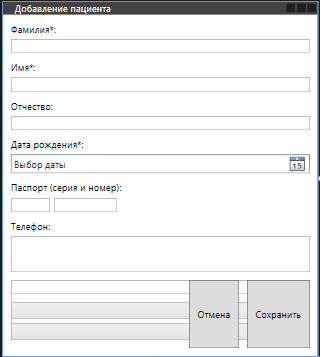 Добавление пациента
Фамилия*:
Имя*:
Отчество:
Дата рождения*:
Выбор даты
15
Паспорт (серия и номер):
Телефон:
Отмена
Сохранить